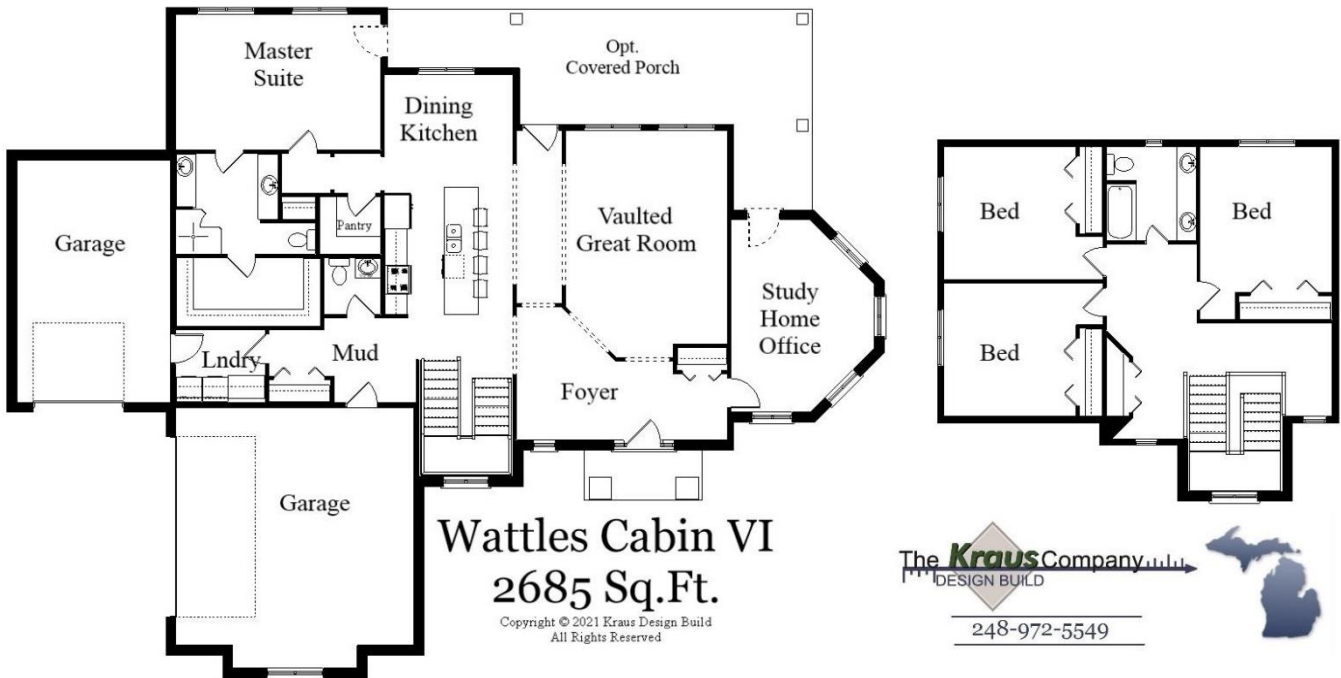 Master
Suite
Opt.
Covered Porch
Dining
Kitchen
Garage
Pantry
Vaulted
Great Room
Study
Home
Office
Lndry
Mud
Foyer
Garage
Bed
Bed
Bed
Wattles Cabin VI
2685 Sq.Ft.
Copyright © 2021 Kraus Design Build
All Rights Reserved
The Kraus Company
DESIGN BUILD
248-972-5549